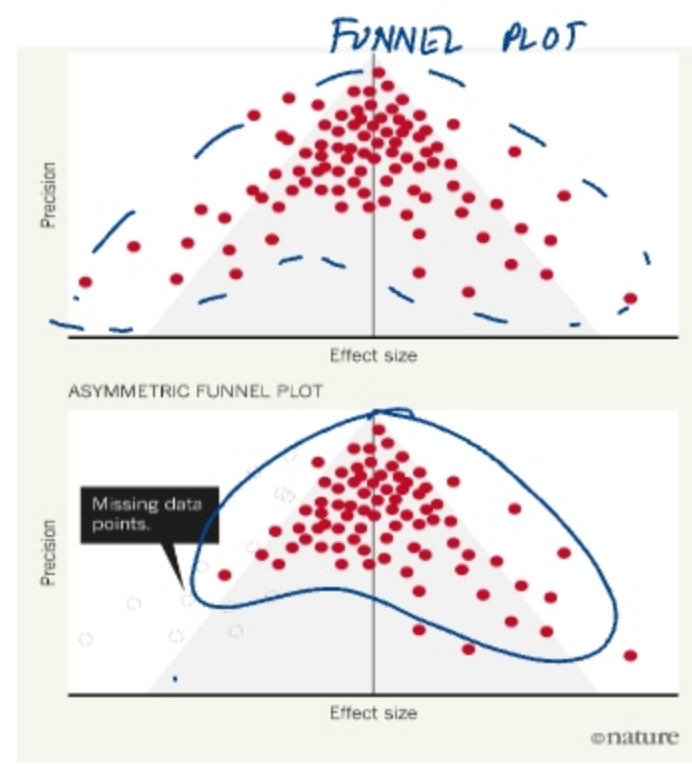 FUNNEL PLOT
Precision
Effect size
ASYMMETRIC FUNNEL PLOT
Missing data
points.
Precision
Effect size
©nature